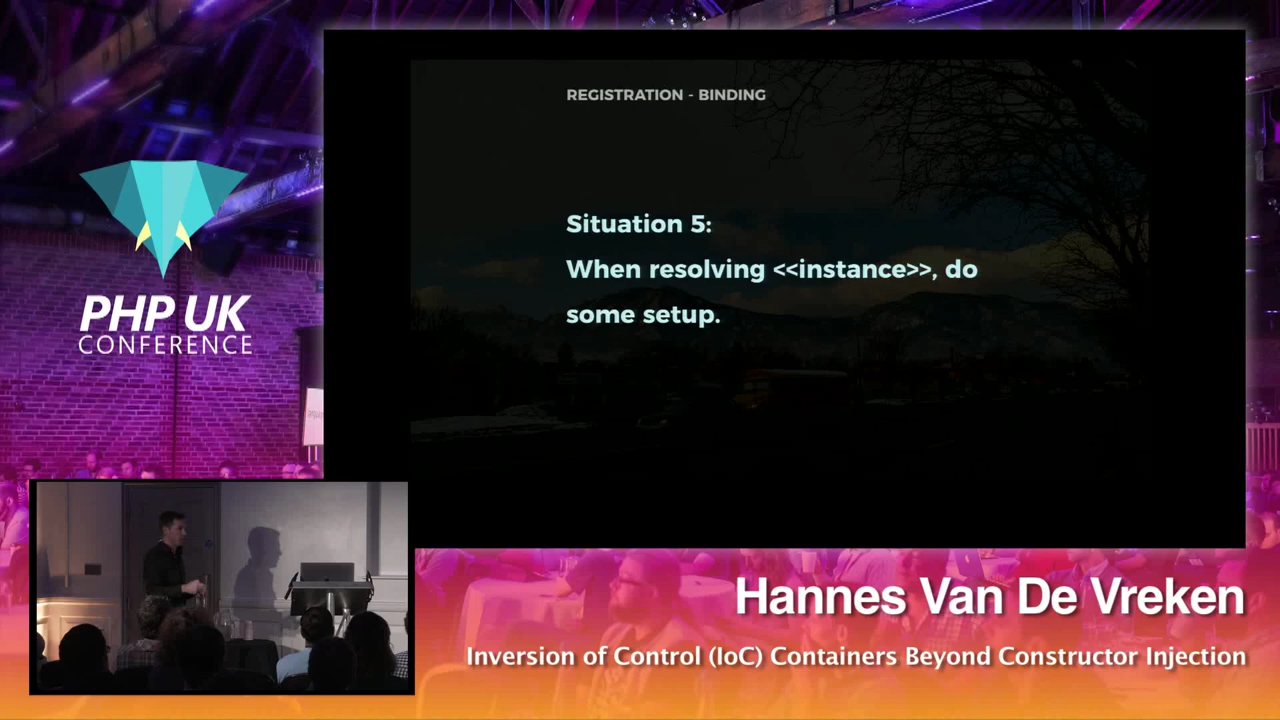 REGISTRATION - BINDING
Situation 5:
When resolving <<instance>>, do
some setup.
PHP UK
CONFERENCE
Hannes Van De Vreken
Inversion of Control (IoC) Containers Beyond Constructor Injection